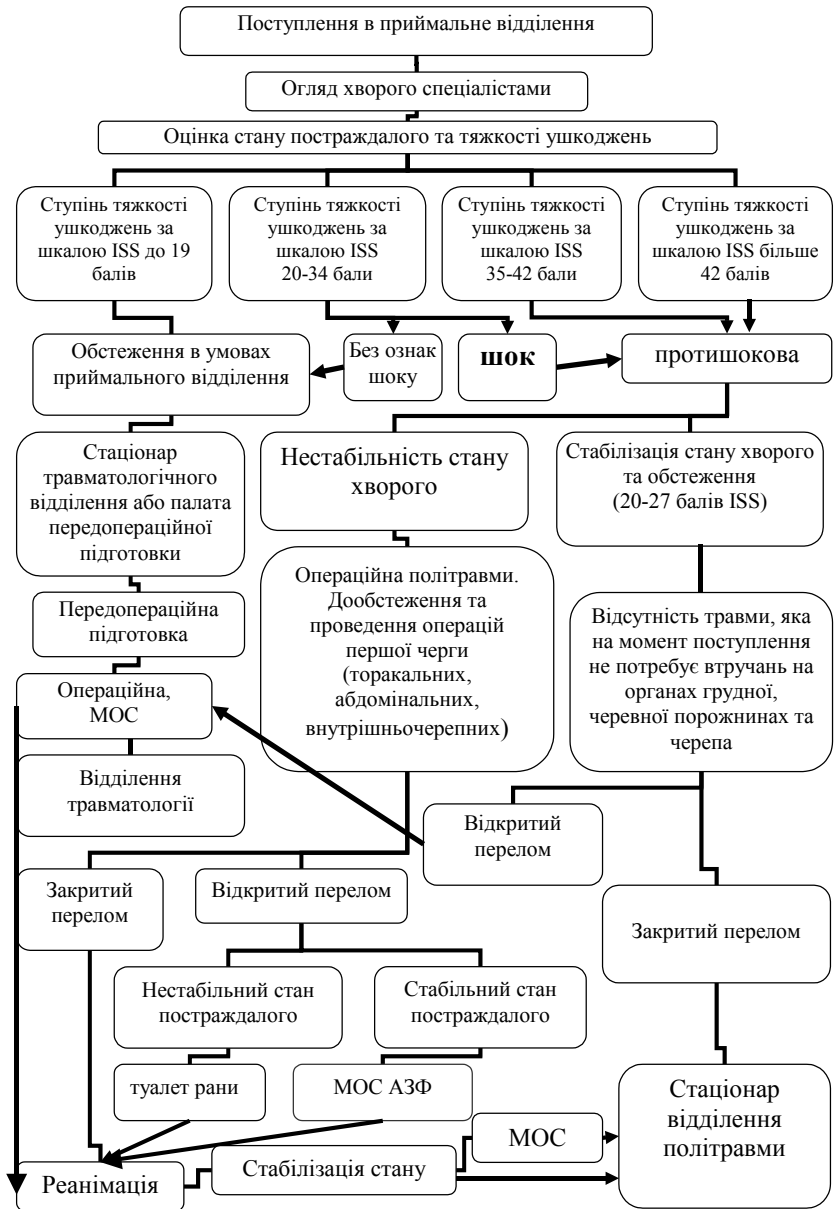 Поступлення в приймальне відділення
Огляд хворого спеціалістами
Оцінка стану постраждалого та тяжкості ушкоджень
Ступінь тяжкості
ушкоджень за
шкалою ISS до 19
балів
Ступінь тяжкості
ушкоджень за
шкалою ISS
20-34 бали
Ступінь тяжкості
ушкоджень за
шкалою ISS
35-42 бали
Ступінь тяжкості
ушкоджень за
шкалою ISS більше
42 балів
Обстеження в умовах
приймального відділення
Без ознак
шоку
шок
протишокова
Стаціонар
травматологічного
відділення або палата
передопераційної
підготовки
Нестабільність стану
хворого
Стабілізація стану хворого
та обстеження
(20-27 балів ISS)
Передопераційна
підготовка
Операційна політравми.
Дообстеження та
проведення операцій
першої черги
(торакальних,
абдомінальних,
внутрішньочерепних)
Відсутність травми, яка
на момент поступлення
не потребує втручань на
органах грудної,
черевної порожнинах та
черепа
Операційна,
МОС
Відділення
травматології
Відкритий
перелом
Закритий
перелом
Відкритий перелом
Закритий перелом
Нестабільний стан
постраждалого
Стабільний стан
постраждалого
туалет рани
МОС АЗФ
Стаціонар
відділення
політравми
МОС
Стабілізація стану
Реанімація